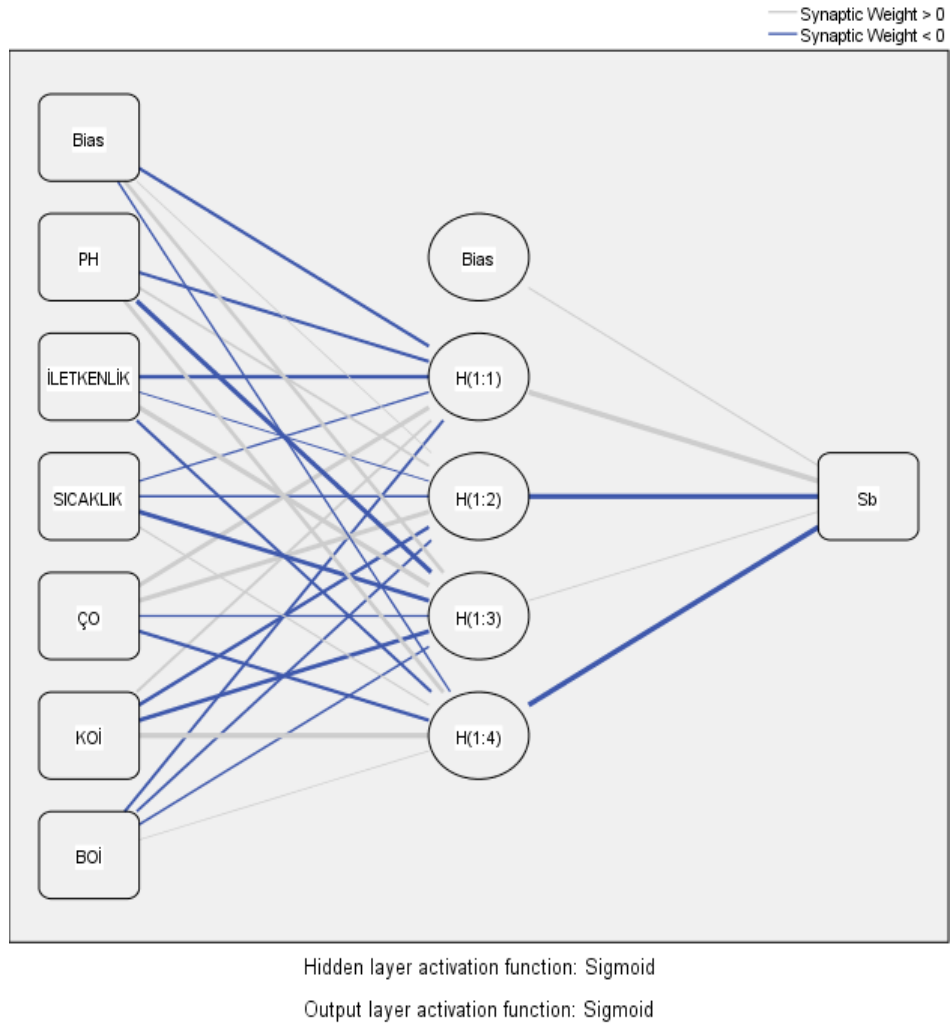 Synaptic Weight > 0
Synaptic Weight < 0
Bias
PH
İLETKENLİK
SICAKLIK
ÇO
KOİ
BOİ
Bias
H(1:1)
H(1:2)
H(1:3)
H(1:4)
Sb
Hidden layer activation function: Sigmoid
Output layer activation function: Sigmoid